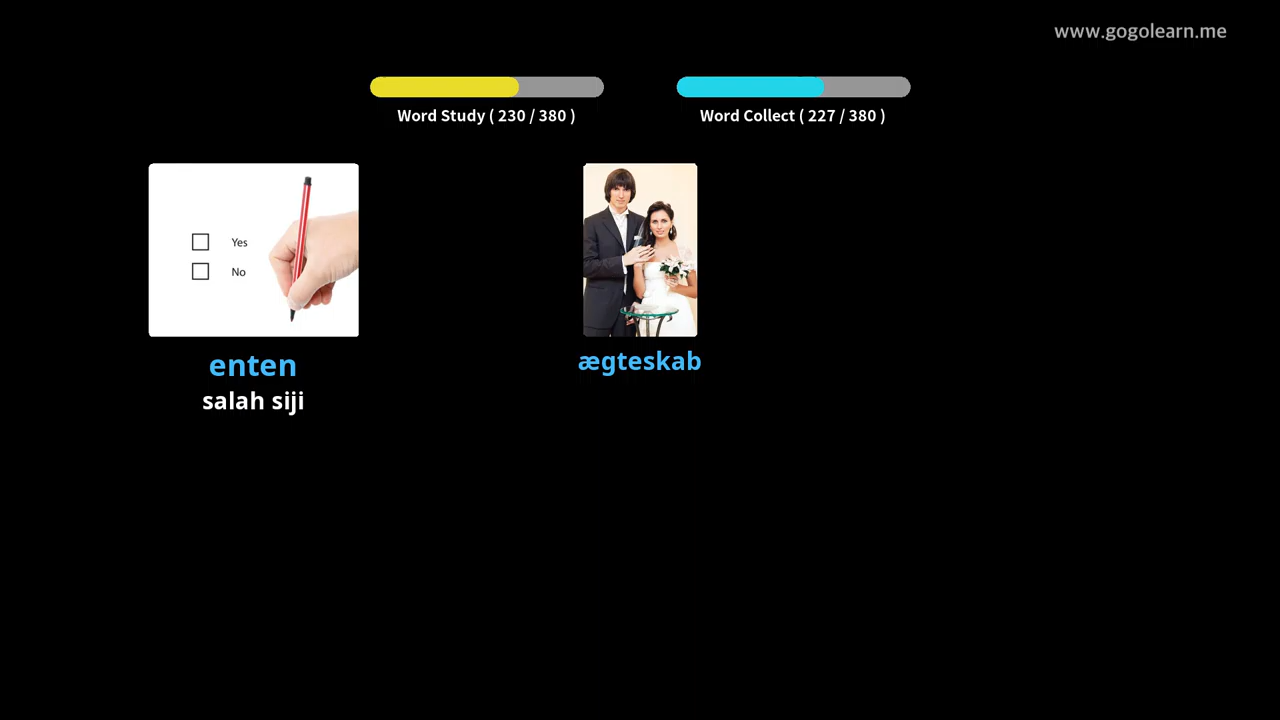 www.gogolearn.me
Word Study ( 230 / 380 )
Word Collect ( 227 / 380 )
Yes
No
enten
salah siji
ægteskab